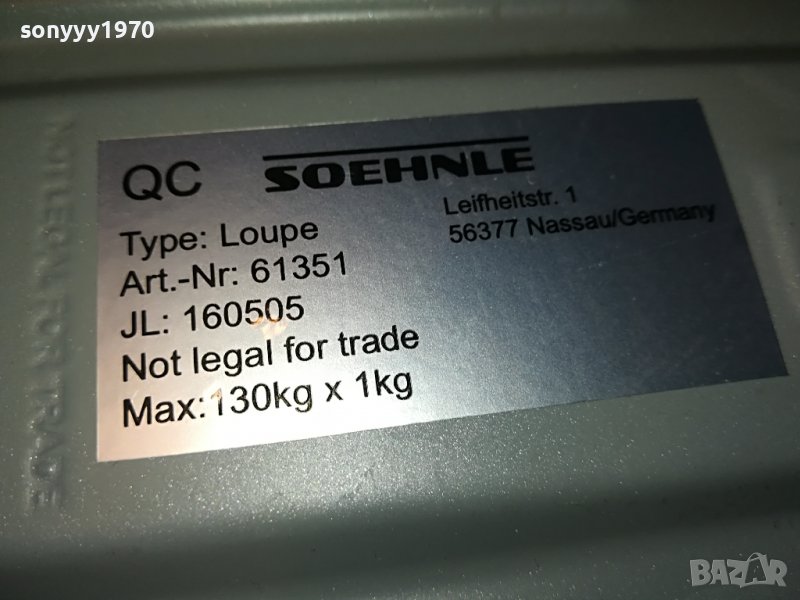 sonyyy1970
QC SOEHNLE
Leifheitstr. 1
56377 Nassau/Germany
Type: Loupe
Art.-Nr: 61351
JL: 160505
Not legal for trade
Max:130kg x 1kg
NOT LEGAL FOR TRADE
BAZAR